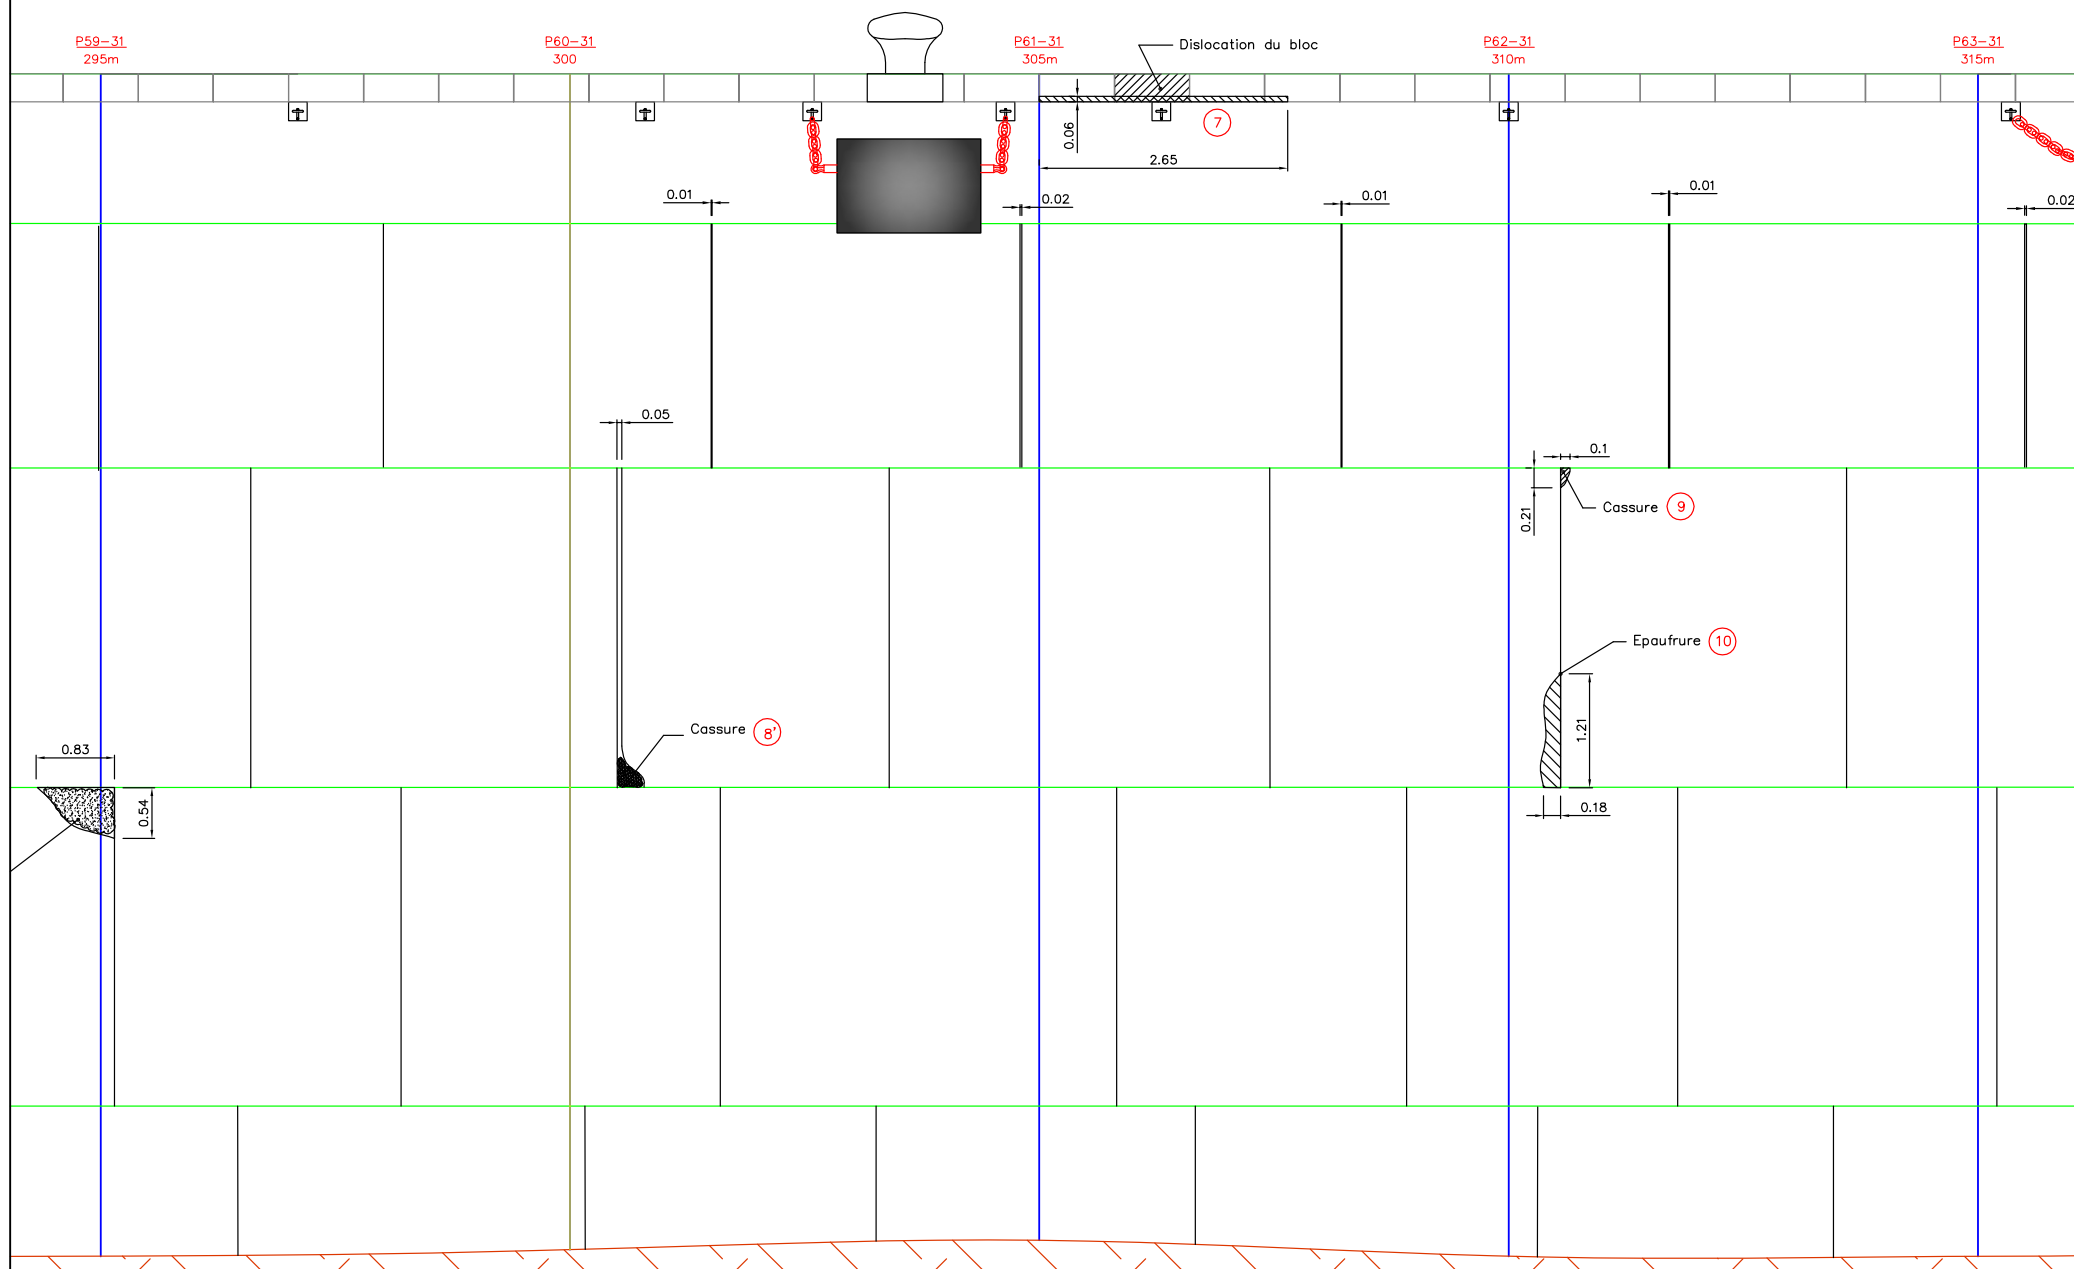 P59-31
295m
P60-31
300
P61-31
305m
P62-31
310m
P63-31
315m
Dislocation du bloc
7
0.06
2.65
0.01
0.02
0.01
0.01
0.02
0.05
0.1
0.21
Cassure 9
Epaufrure 10
1.21
0.18
Cassure 8'
0.83
0.54